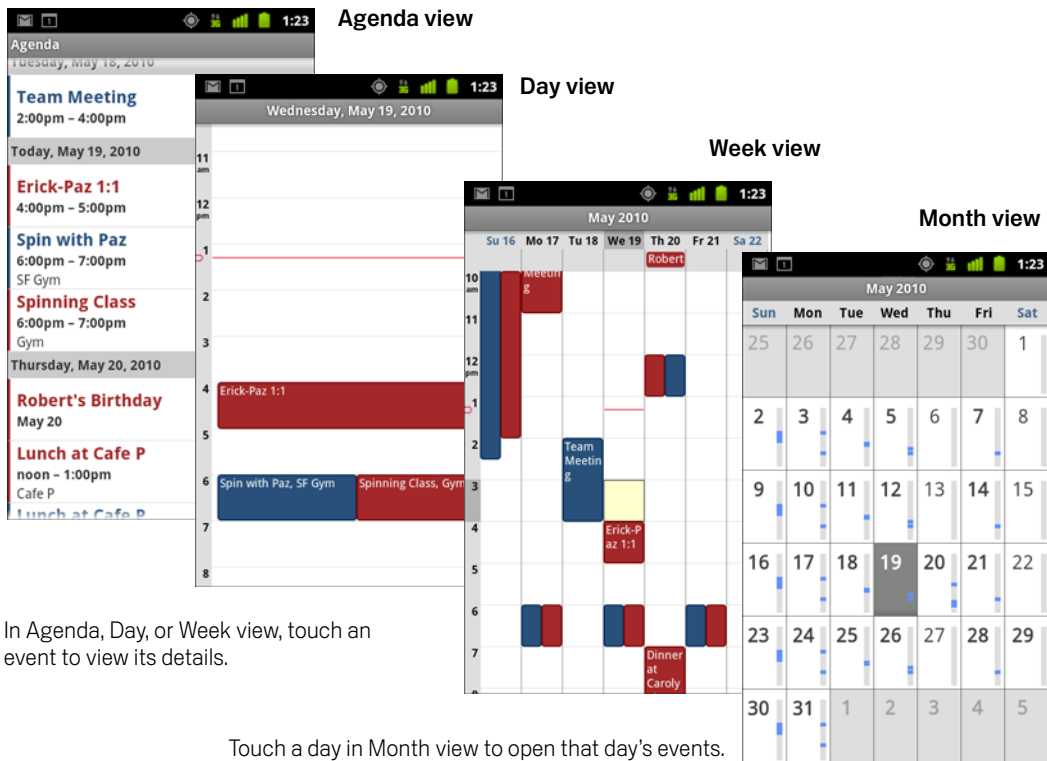 Agenda view
1:23
Agenda
Tuesday, May 18, 2010
Team Meeting
2:00pm – 4:00pm
Today, May 19, 2010
Erick-Paz 1:1
4:00pm – 5:00pm
Spin with Paz
6:00pm – 7:00pm
SF Gym
Spinning Class
6:00pm – 7:00pm
Gym
Thursday, May 20, 2010
Robert's Birthday
May 20
Lunch at Cafe P
noon – 1:00pm
Cafe P
Lunch at Cafe P
Day view
1:23
Wednesday, May 19, 2010
11
am
12
pm
1
2
3
4 Erick-Paz 1:1
5
6 Spin with Paz, SF Gym Spinning Class, Gym
7
8
Week view
1:23
May 2010
Su 16 Mo 17 Tu 18 We 19 Th 20 Fr 21 Sa 22
Robert
10
am
Meetin
g
11
12
pm
1
2
Team
Meetin
g
3
4
Erick-P
az 1:1
5
6
7
Dinner
at
Caroly
Month view
1:23
May 2010
Sun Mon Tue Wed Thu Fri Sat
25 26 27 28 29 30 1
2 3 4 5 6 7 8
9 10 11 12 13 14 15
16 17 18 19 20 21 22
23 24 25 26 27 28 29
30 31 1 2 3 4 5
In Agenda, Day, or Week view, touch an
event to view its details.
Touch a day in Month view to open that day's events.